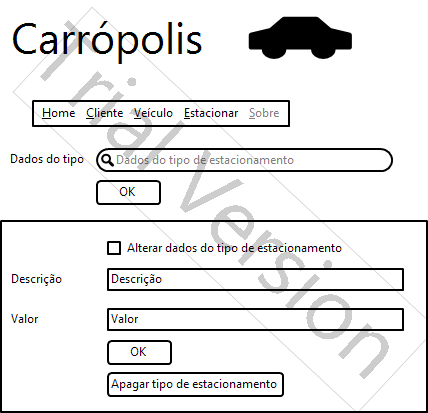 Carrópolis
Home Cliente Veículo Estacionar Sobre
Dados do tipo Dados do tipo de estacionamento
OK
Alterar dados do tipo de estacionamento
Descrição Descrição
Valor Valor
OK
Apagar tipo de estacionamento
Trial Version